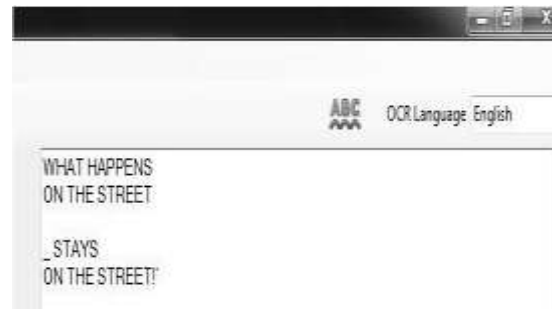 ABC OCR Language English
WHAT HAPPENS
ON THE STREET
_ STAYS
ON THE STREET!'